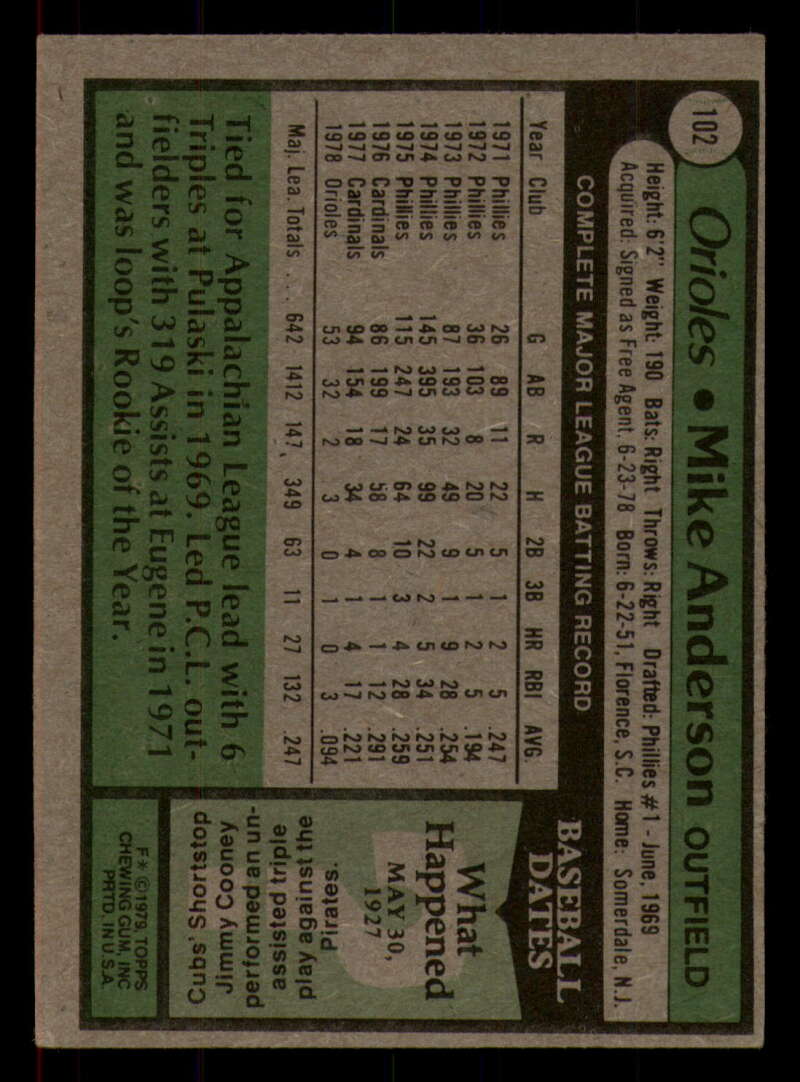 102
Orioles • Mike Anderson OUTFIELD
Height: 6'2" Weight: 190 Bats: Right Throws: Right Drafted: Phillies #1 - June, 1969
Acquired: Signed as Free Agent, 6-23-78 Born: 6-22-51, Florence, S.C. Home: Somerdale, N.J.
COMPLETE MAJOR LEAGUE BATTING RECORD
Year Club G AB R H 2B 3B HR RBI AVG.
1971 Phillies 26 89 11 22 5 1 2 5 .247
1972 Phillies 36 103 8 20 5 1 2 5 .194
1973 Phillies 87 193 32 49 9 1 9 28 .254
1974 Phillies 145 395 35 99 22 2 5 34 .251
1975 Phillies 115 247 24 64 10 3 4 28 .259
1976 Cardinals 86 199 17 58 8 1 1 12 .291
1977 Cardinals 94 154 18 34 4 1 4 17 .221
1978 Orioles 53 32 2 3 0 1 0 3 .094
Maj. Lea. Totals . . . 642 1412 147 349 63 11 27 132 .247
Tied for Appalachian League lead with 6
Triples at Pulaski in 1969. Led P.C.L. out-
fielders with 319 Assists at Eugene in 1971
and was loop's Rookie of the Year.
BASEBALL
DATES
What
Happened
MAY 30,
1927
Cubs' Shortstop
Jimmy Cooney
performed an un-
assisted triple
play against the
Pirates.
F* ©1979, TOPPS
CHEWING GUM, INC
PRTD. IN U.S.A.